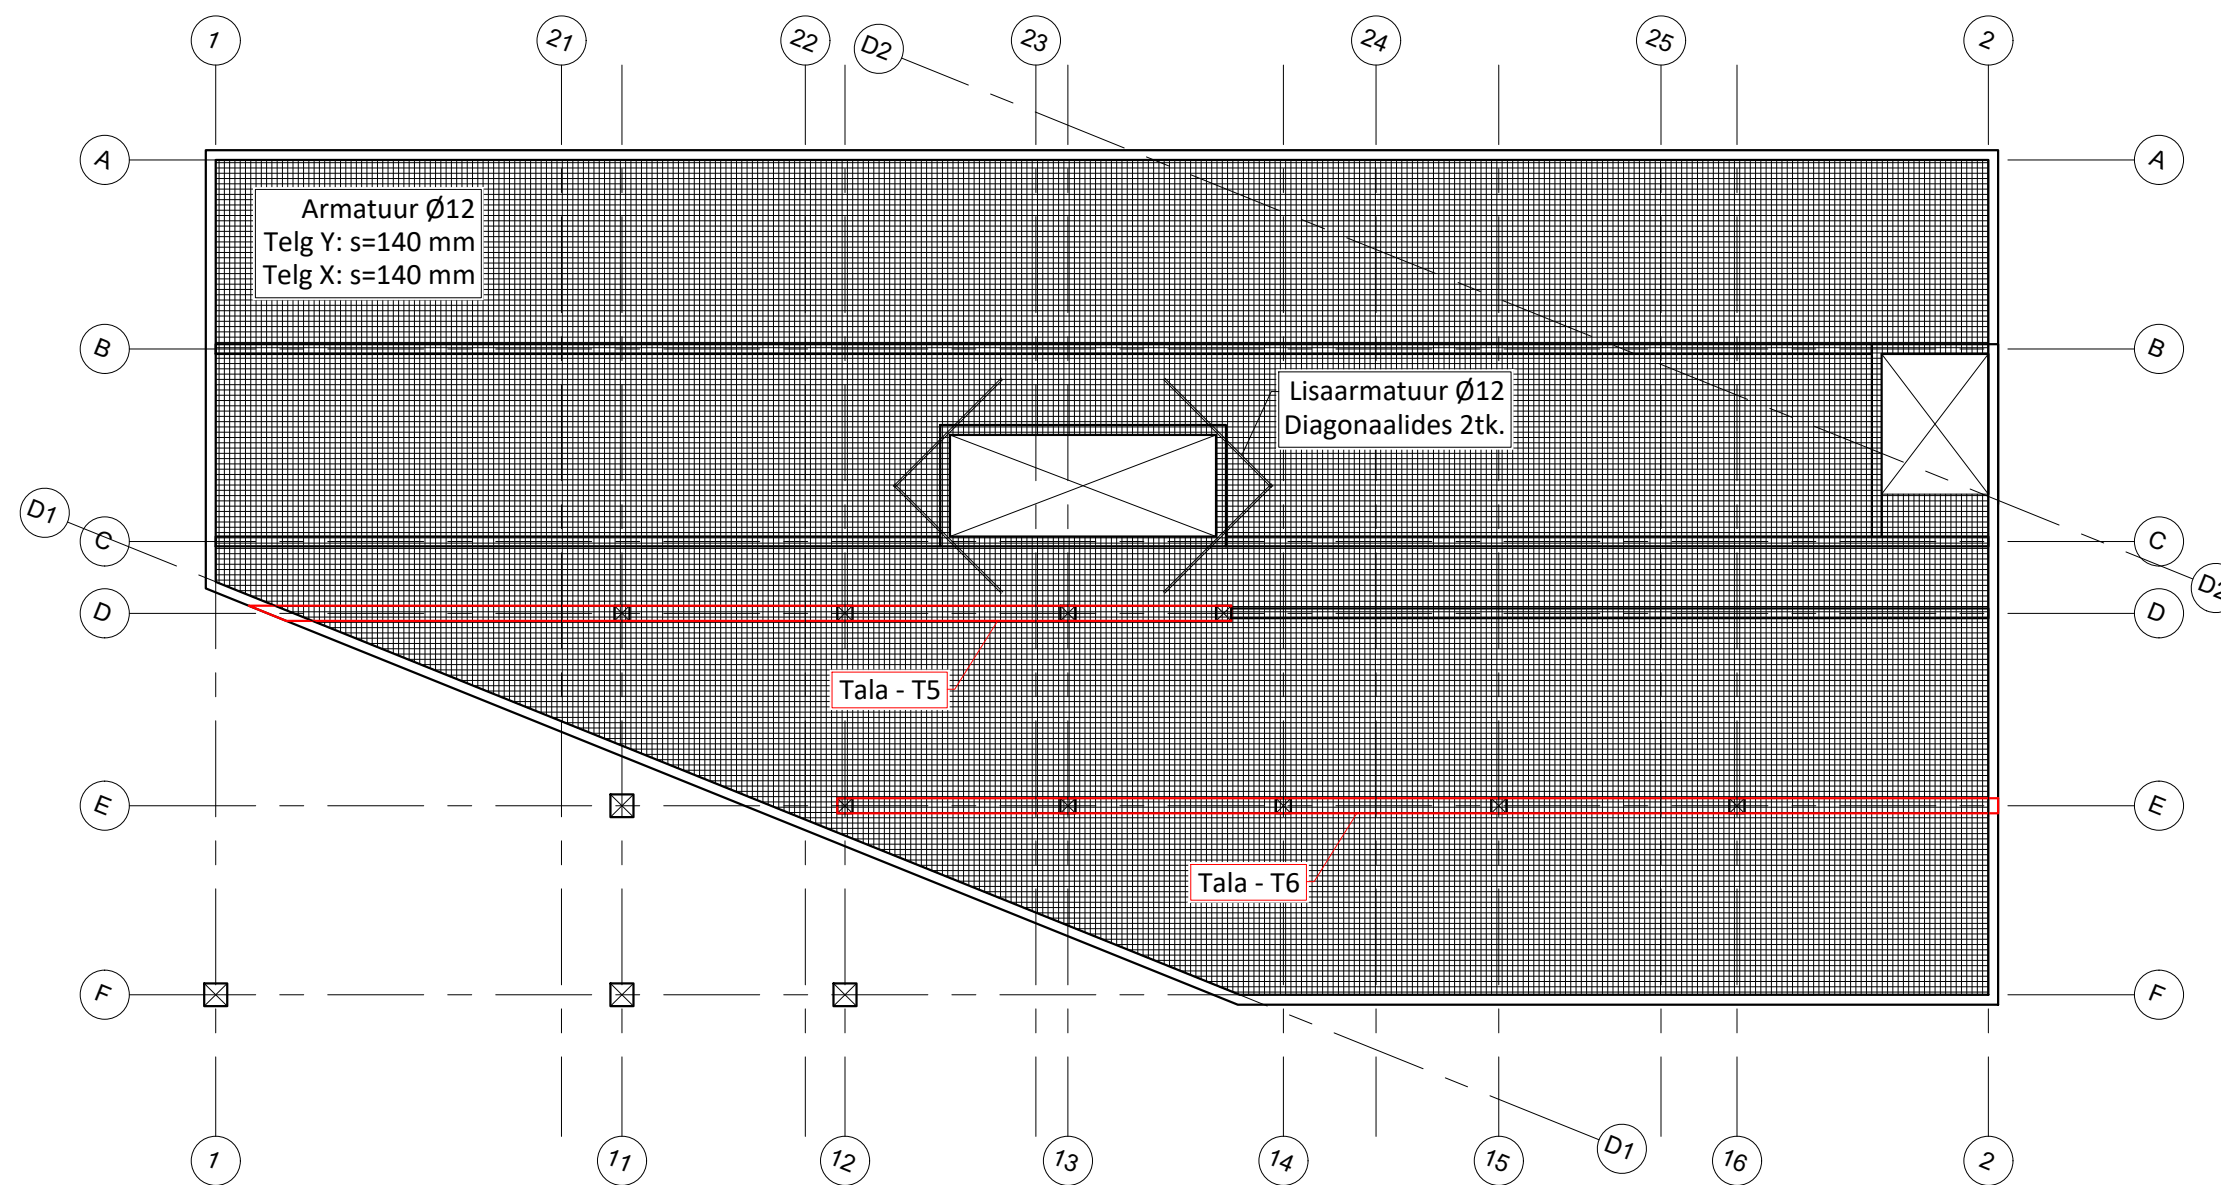 1
21
22
D2
23
24
25
2
A
A
Armatuur Ø12
Telg Y: s=140 mm
Telg X: s=140 mm
B
B
Lisaarmatuur Ø12
Diagonaalides 2tk.
D1
C
C
D2
D
D
Tala - T5
E
E
Tala - T6
F
F
D1
1
11
12
13
14
15
16
2